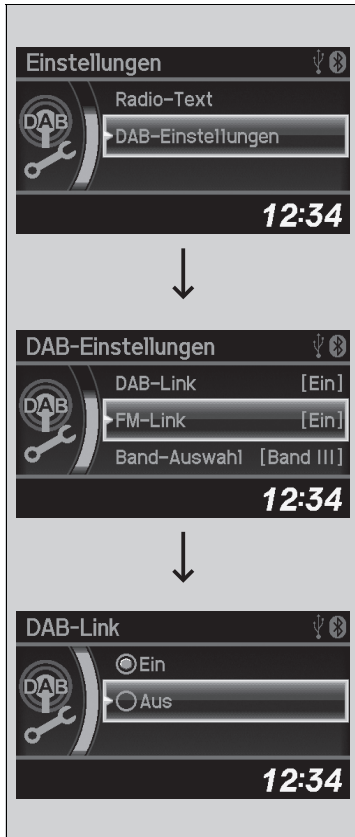 Einstellungen
DAB
Radio-Text
DAB-Einstellungen
12:34
DAB-Einstellungen
DAB
DAB-Link [Ein]
FM-Link [Ein]
Band-Auswahl [Band III]
12:34
DAB-Link
DAB
Ein
Aus
12:34